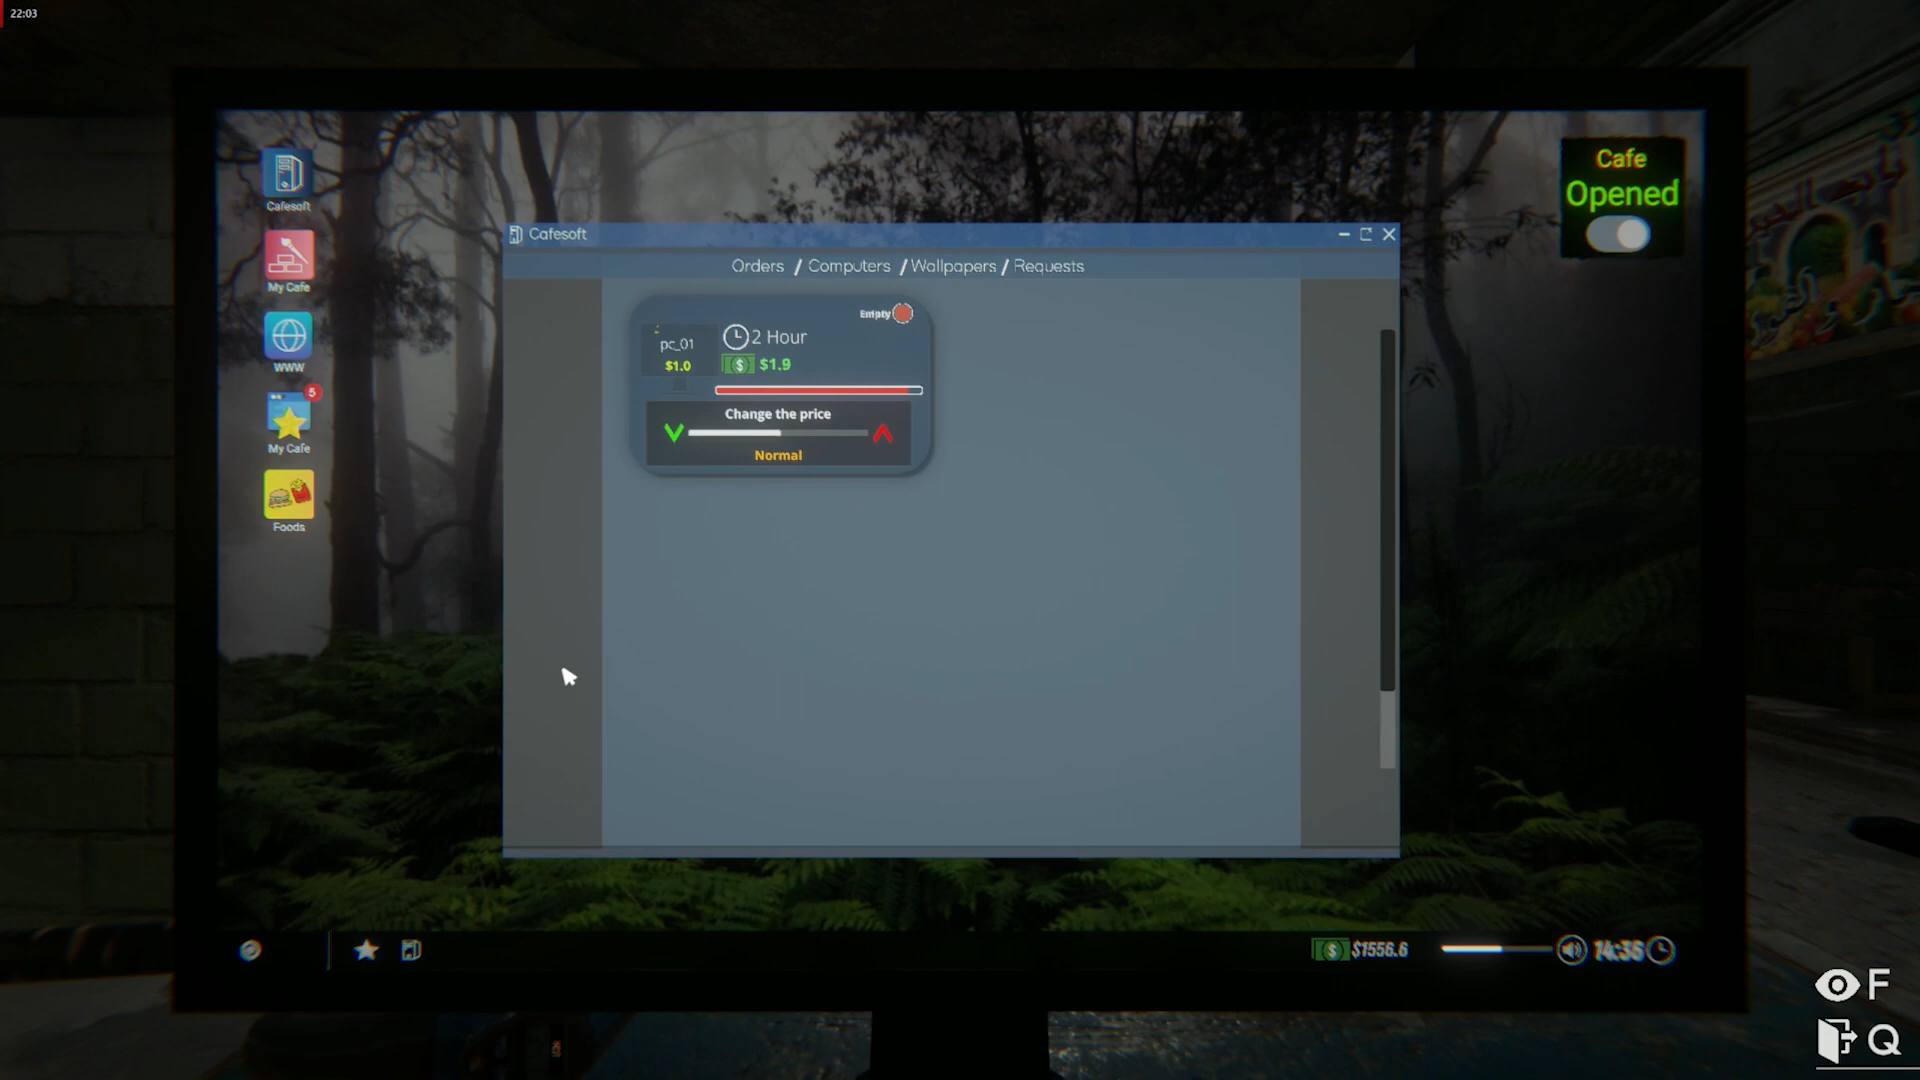 22:03
Cafe
Opened
Cafesoft
My Cafe
WWW
5
My Cafe
Foods
Cafesoft
Orders / Computers / Wallpapers / Requests
Empty
pc_01
2 Hour
$1.0
$1.9
Change the price
Normal
$1556.6
14:36
F
Q